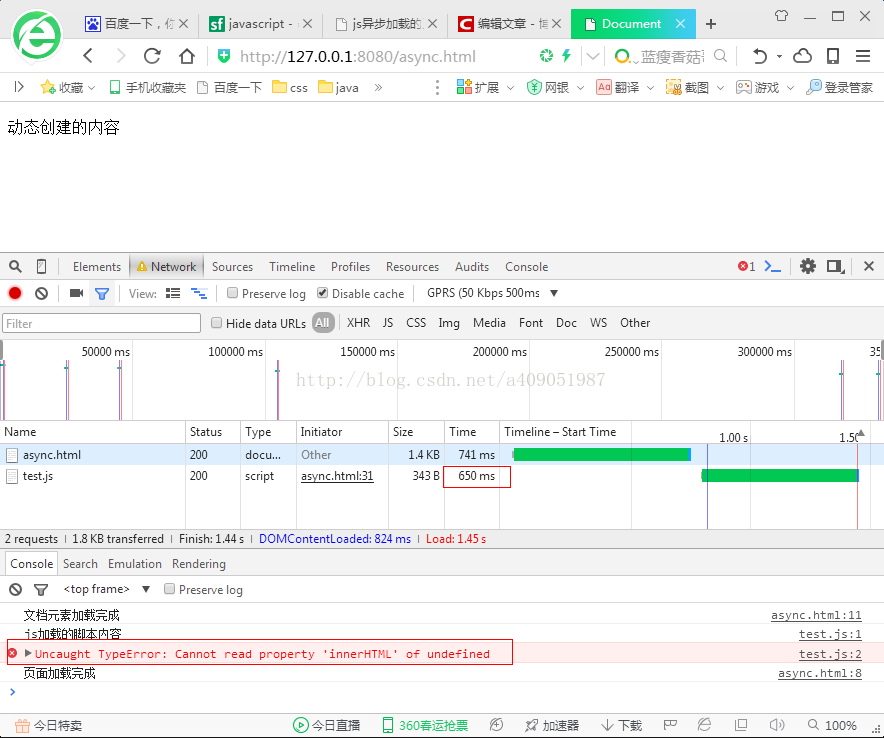 百度一下，你 javascript - js异步加载的 编辑文章 - 博 Document
http://127.0.0.1:8080/async.html 蓝瘦香菇
收藏 手机收藏夹 百度一下 css java » 扩展 网银 Aa 翻译 截图 游戏 登录管家
动态创建的内容
Elements Network Sources Timeline Profiles Resources Audits Console 1
View: Preserve log Disable cache GPRS (50 Kbps 500ms
Filter Hide data URLs All XHR JS CSS Img Media Font Doc WS Other
50000 ms 100000 ms 150000 ms 200000 ms 250000 ms 300000 ms 35
http://blog.csdn.net/a409051987
Name Status Type Initiator Size Time Timeline – Start Time 1.00 s 1.50
async.html 200 docu... Other 1.4 KB 741 ms
test.js 200 script async.html:31 343 B 650 ms
2 requests | 1.8 KB transferred | Finish: 1.44 s | DOMContentLoaded: 824 ms | Load: 1.45 s
Console Search Emulation Rendering
<top frame> Preserve log
文档元素加载完成 async.html:11
js加载的脚本内容 test.js:1
Uncaught TypeError: Cannot read property 'innerHTML' of undefined test.js:2
页面加载完成 async.html:8
今日特卖 今日直播 360春运抢票 加速器 下载 100%